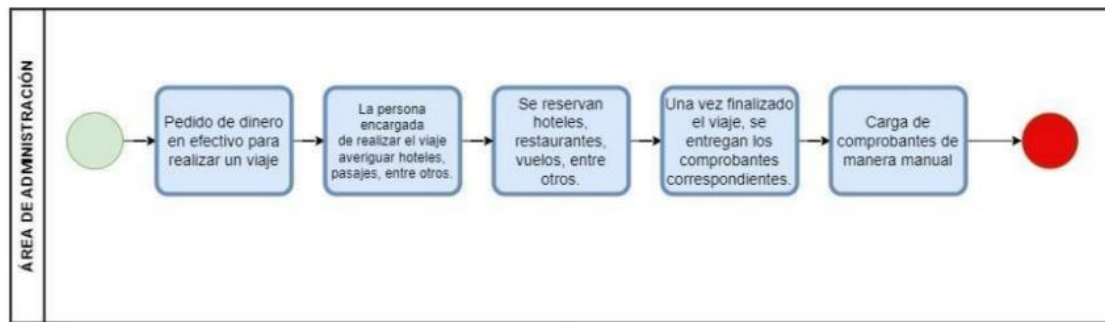 ÁREA DE ADMINISTRACIÓN
Pedido de dinero
en efectivo para
realizar un viaje
La persona
encargada
de realizar el viaje
averiguar hoteles,
pasajes, entre otros.
Se reservan
hoteles,
restaurantes,
vuelos, entre
otros.
Una vez finalizado
el viaje, se
entregan los
comprobantes
correspondientes.
Carga de
comprobantes de
manera manual